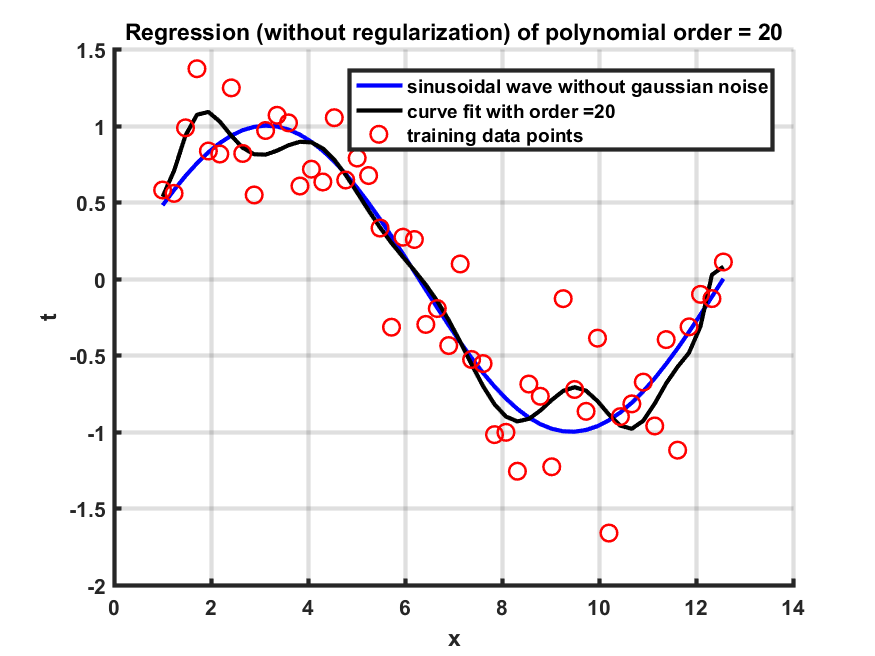 Regression (without regularization) of polynomial order = 20
1.5
sinusoidal wave without gaussian noise
curve fit with order =20
training data points
1
0.5
0
-0.5
-1
-1.5
-2
t
0 2 4 6 8 10 12 14
x